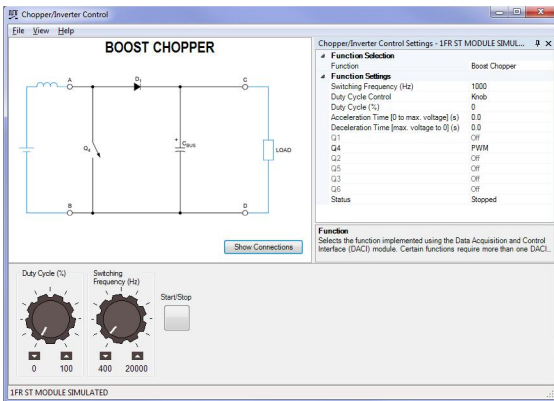 Chopper/Inverter Control
File View Help
BOOST CHOPPER
A
D1
C
Q4
+
CBUS
LOAD
B
D
Show Connections
Chopper/Inverter Control Settings - 1FR ST MODULE SIMUL...
Function Selection
Function Boost Chopper
Function Settings
Switching Frequency (Hz) 1000
Duty Cycle Control Knob
Duty Cycle (%) 0
Acceleration Time [0 to max. voltage] (s) 0.0
Deceleration Time [max. voltage to 0] (s) 0.0
Q1 Off
Q4 PWM
Q2 Off
Q5 Off
Q3 Off
Q6 Off
Status Stopped
Function
Selects the function implemented using the Data Acquisition and Control
Interface (DACI) module. Certain functions require more than one DACI...
Duty Cycle (%)
0 100
Switching
Frequency (Hz)
400 20000
Start/Stop
1FR ST MODULE SIMULATED